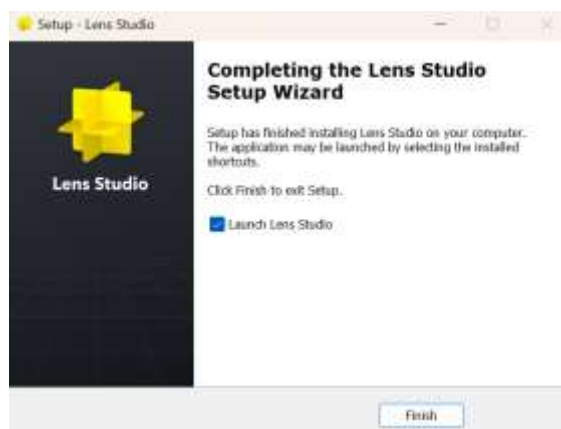 Setup - Lens Studio
Completing the Lens Studio
Setup Wizard
Setup has finished installing Lens Studio on your computer.
The application may be launched by selecting the installed
shortcuts.
Click Finish to exit Setup.
Launch Lens Studio
Lens Studio
Finish